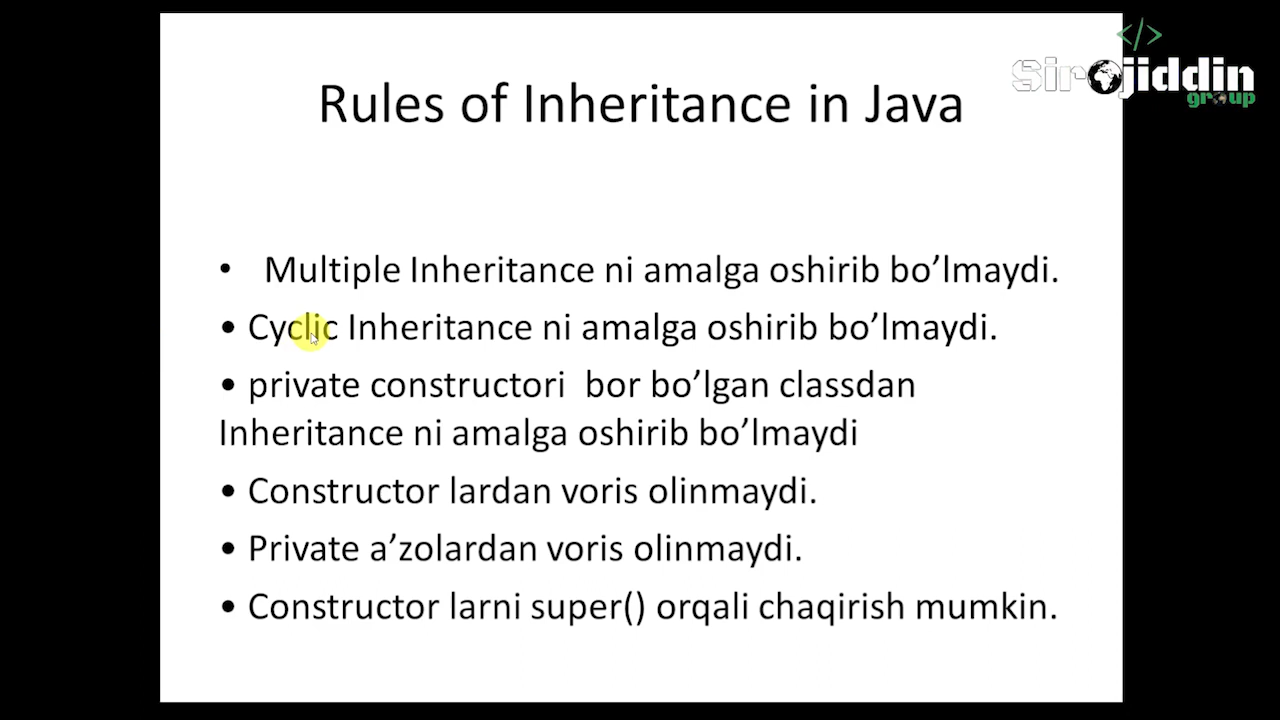 </>
Sirojiddin
group
Rules of Inheritance in Java
• Multiple Inheritance ni amalga oshirib bo’lmaydi.
• Cyclic Inheritance ni amalga oshirib bo’lmaydi.
• private constructori bor bo’lgan classdan
Inheritance ni amalga oshirib bo’lmaydi
• Constructor lardan voris olinmaydi.
• Private a’zolardan voris olinmaydi.
• Constructor larni super() orqali chaqirish mumkin.